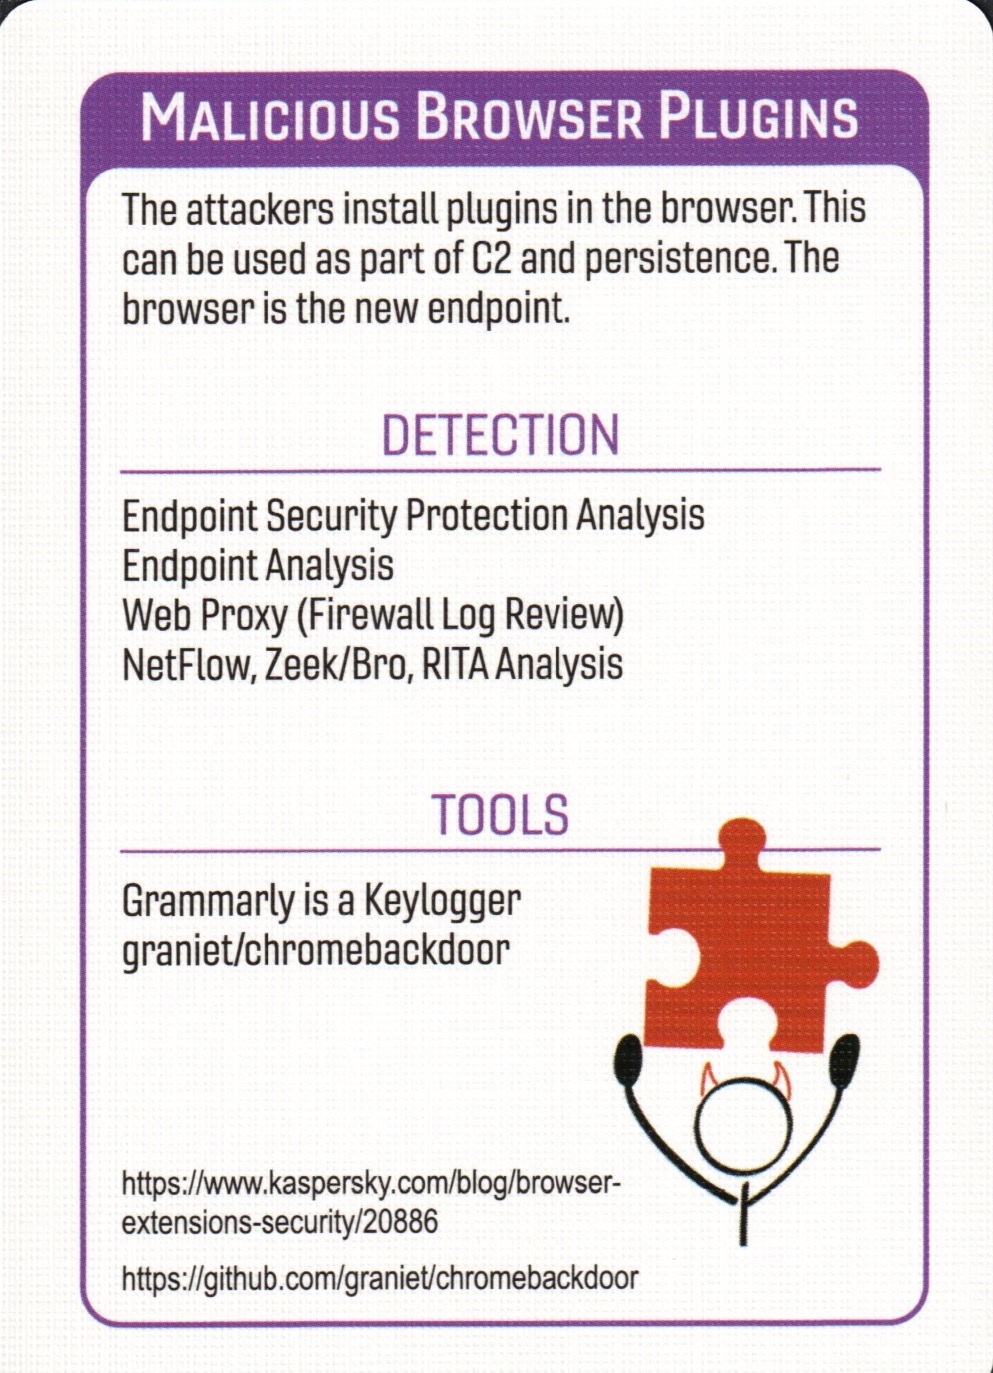 Malicious Browser Plugins
The attackers install plugins in the browser. This
can be used as part of C2 and persistence. The
browser is the new endpoint.
DETECTION
Endpoint Security Protection Analysis
Endpoint Analysis
Web Proxy (Firewall Log Review)
NetFlow, Zeek/Bro, RITA Analysis
TOOLS
Grammarly is a Keylogger
graniet/chromebackdoor
https://www.kaspersky.com/blog/browser-
extensions-security/20886
https://github.com/graniet/chromebackdoor